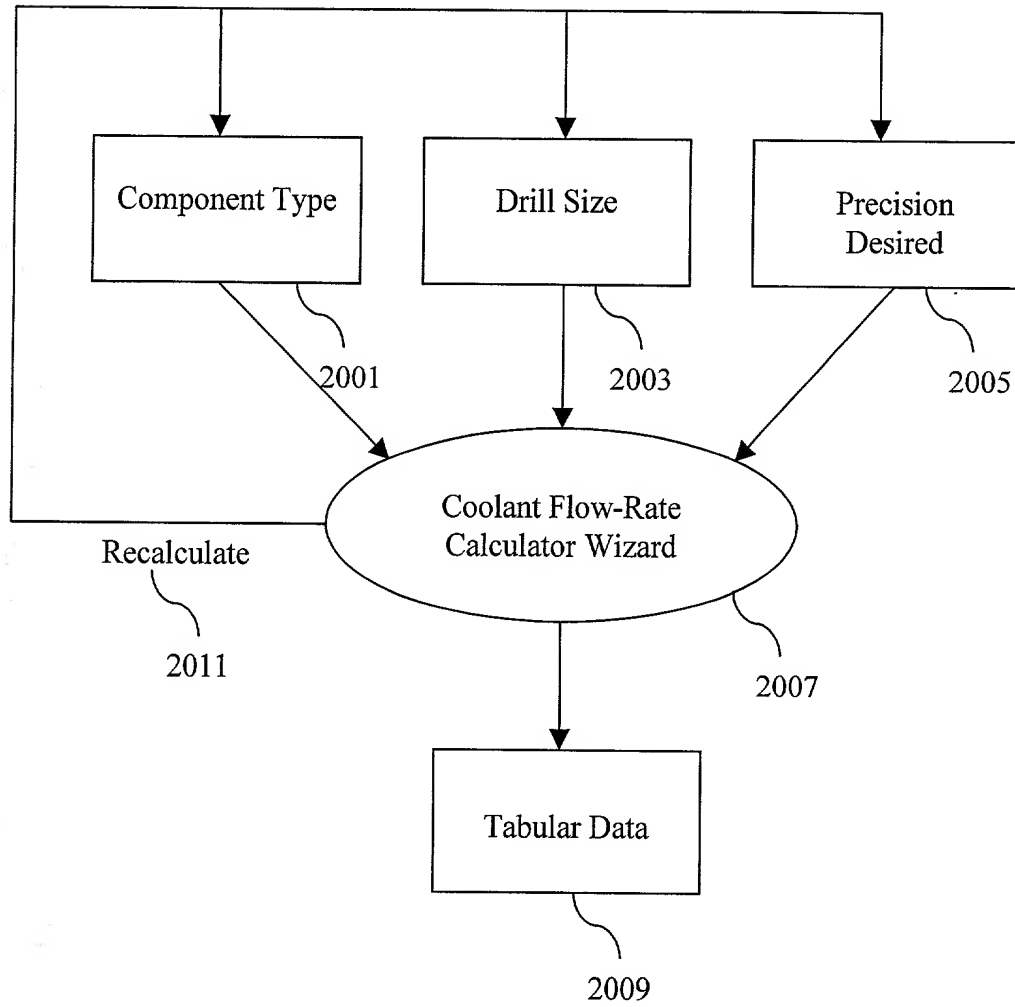 Component Type
Drill Size
Precision
Desired
2001
2003
2005
Coolant Flow-Rate
Calculator Wizard
Recalculate
2011
2007
Tabular Data
2009